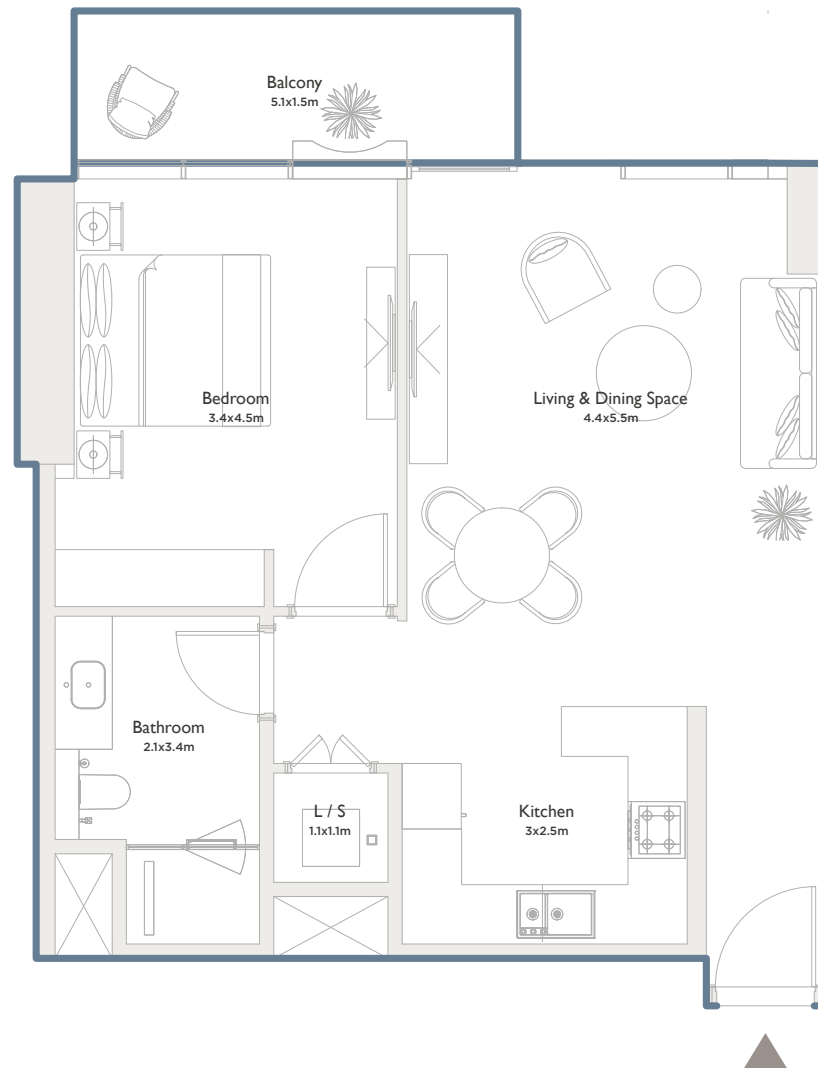 Balcony
5.1x1.5m
Bedroom
3.4x4.5m
Living & Dining Space
4.4x5.5m
Bathroom
2.1x3.4m
L / S
1.1x1.1m
Kitchen
3x2.5m